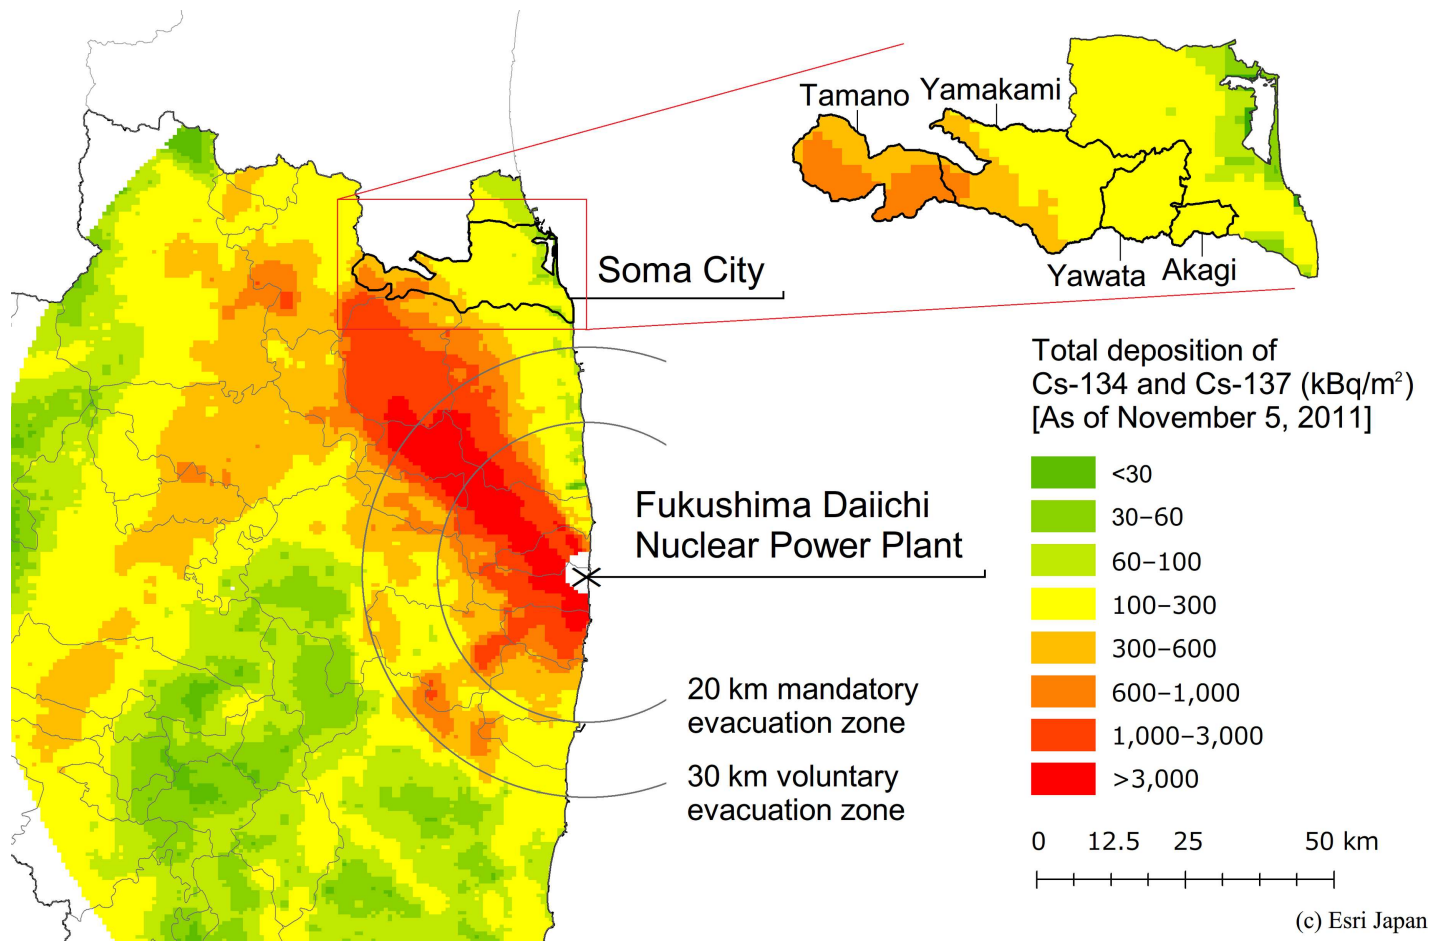 Tamano
Yamakami
Yawata
Akagi
Soma City
Total deposition of
Cs-134 and Cs-137 (kBq/m²)
[As of November 5, 2011]
<30
30–60
60–100
100–300
300–600
600–1,000
1,000–3,000
>3,000
Fukushima Daiichi
Nuclear Power Plant
20 km mandatory
evacuation zone
30 km voluntary
evacuation zone
0 12.5 25 50 km
(c) Esri Japan